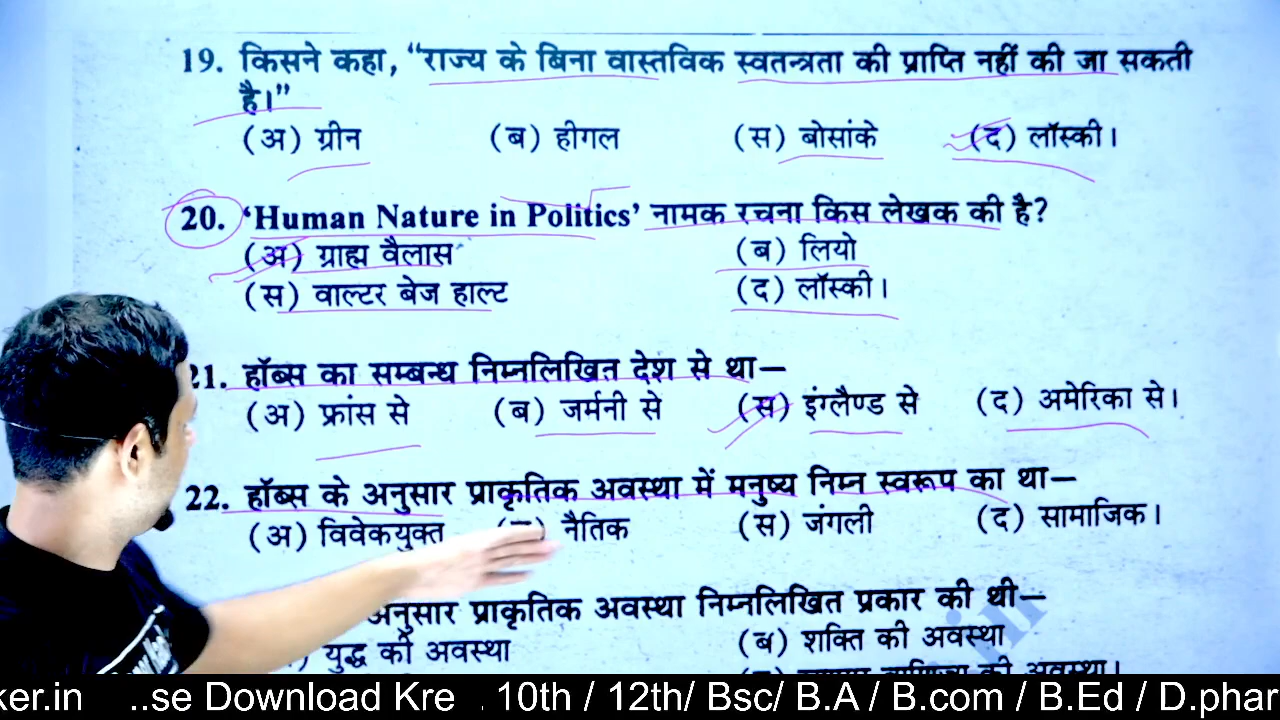 19. किसने कहा, “राज्य के बिना वास्तविक स्वतन्त्रता की प्राप्ति नहीं की जा सकती
है।”
(अ) ग्रीन (ब) हीगल (स) बोसांके (द) लॉस्की।
20. ‘Human Nature in Politics’ नामक रचना किस लेखक की है?
(अ) ग्राह्म वैलास (ब) लियो
(स) वाल्टर बेज हाल्ट (द) लॉस्की।
21. हॉब्स का सम्बन्ध निम्नलिखित देश से था—
(अ) फ्रांस से (ब) जर्मनी से (स) इंग्लैण्ड से (द) अमेरिका से।
22. हॉब्स के अनुसार प्राकृतिक अवस्था में मनुष्य निम्न स्वरूप का था—
(अ) विवेकयुक्त नैतिक (स) जंगली (द) सामाजिक।
अनुसार प्राकृतिक अवस्था निम्नलिखित प्रकार की थी—
युद्ध की अवस्था (ब) शक्ति की अवस्था
की अवस्था।
ker.in ..se Download Kre 10th / 12th/ Bsc/ B.A / B.com / B.Ed / D.phar